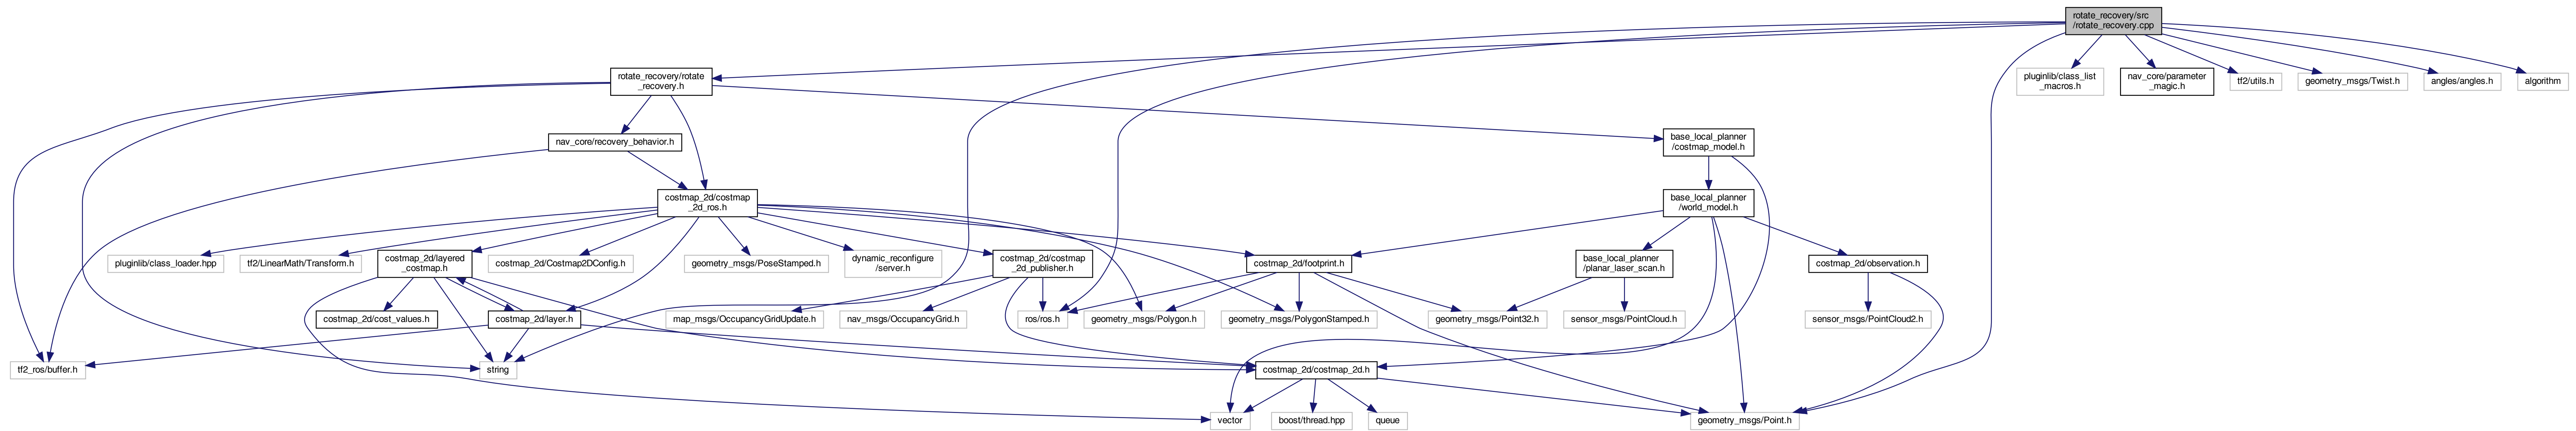 rotate_recovery/src
/rotate_recovery.cpp
rotate_recovery/rotate
_recovery.h
pluginlib/class_list
_macros.h
nav_core/parameter
_magic.h
tf2/utils.h
geometry_msgs/Twist.h
angles/angles.h
algorithm
nav_core/recovery_behavior.h
base_local_planner
/costmap_model.h
costmap_2d/costmap
_2d_ros.h
base_local_planner
/world_model.h
pluginlib/class_loader.hpp
tf2/LinearMath/Transform.h
costmap_2d/layered
_costmap.h
costmap_2d/Costmap2DConfig.h
geometry_msgs/PoseStamped.h
dynamic_reconfigure
/server.h
costmap_2d/costmap
_2d_publisher.h
costmap_2d/footprint.h
base_local_planner
/planar_laser_scan.h
costmap_2d/observation.h
costmap_2d/cost_values.h
costmap_2d/layer.h
map_msgs/OccupancyGridUpdate.h
nav_msgs/OccupancyGrid.h
ros/ros.h
geometry_msgs/Polygon.h
geometry_msgs/PolygonStamped.h
geometry_msgs/Point32.h
sensor_msgs/PointCloud.h
sensor_msgs/PointCloud2.h
tf2_ros/buffer.h
string
costmap_2d/costmap_2d.h
vector
boost/thread.hpp
queue
geometry_msgs/Point.h